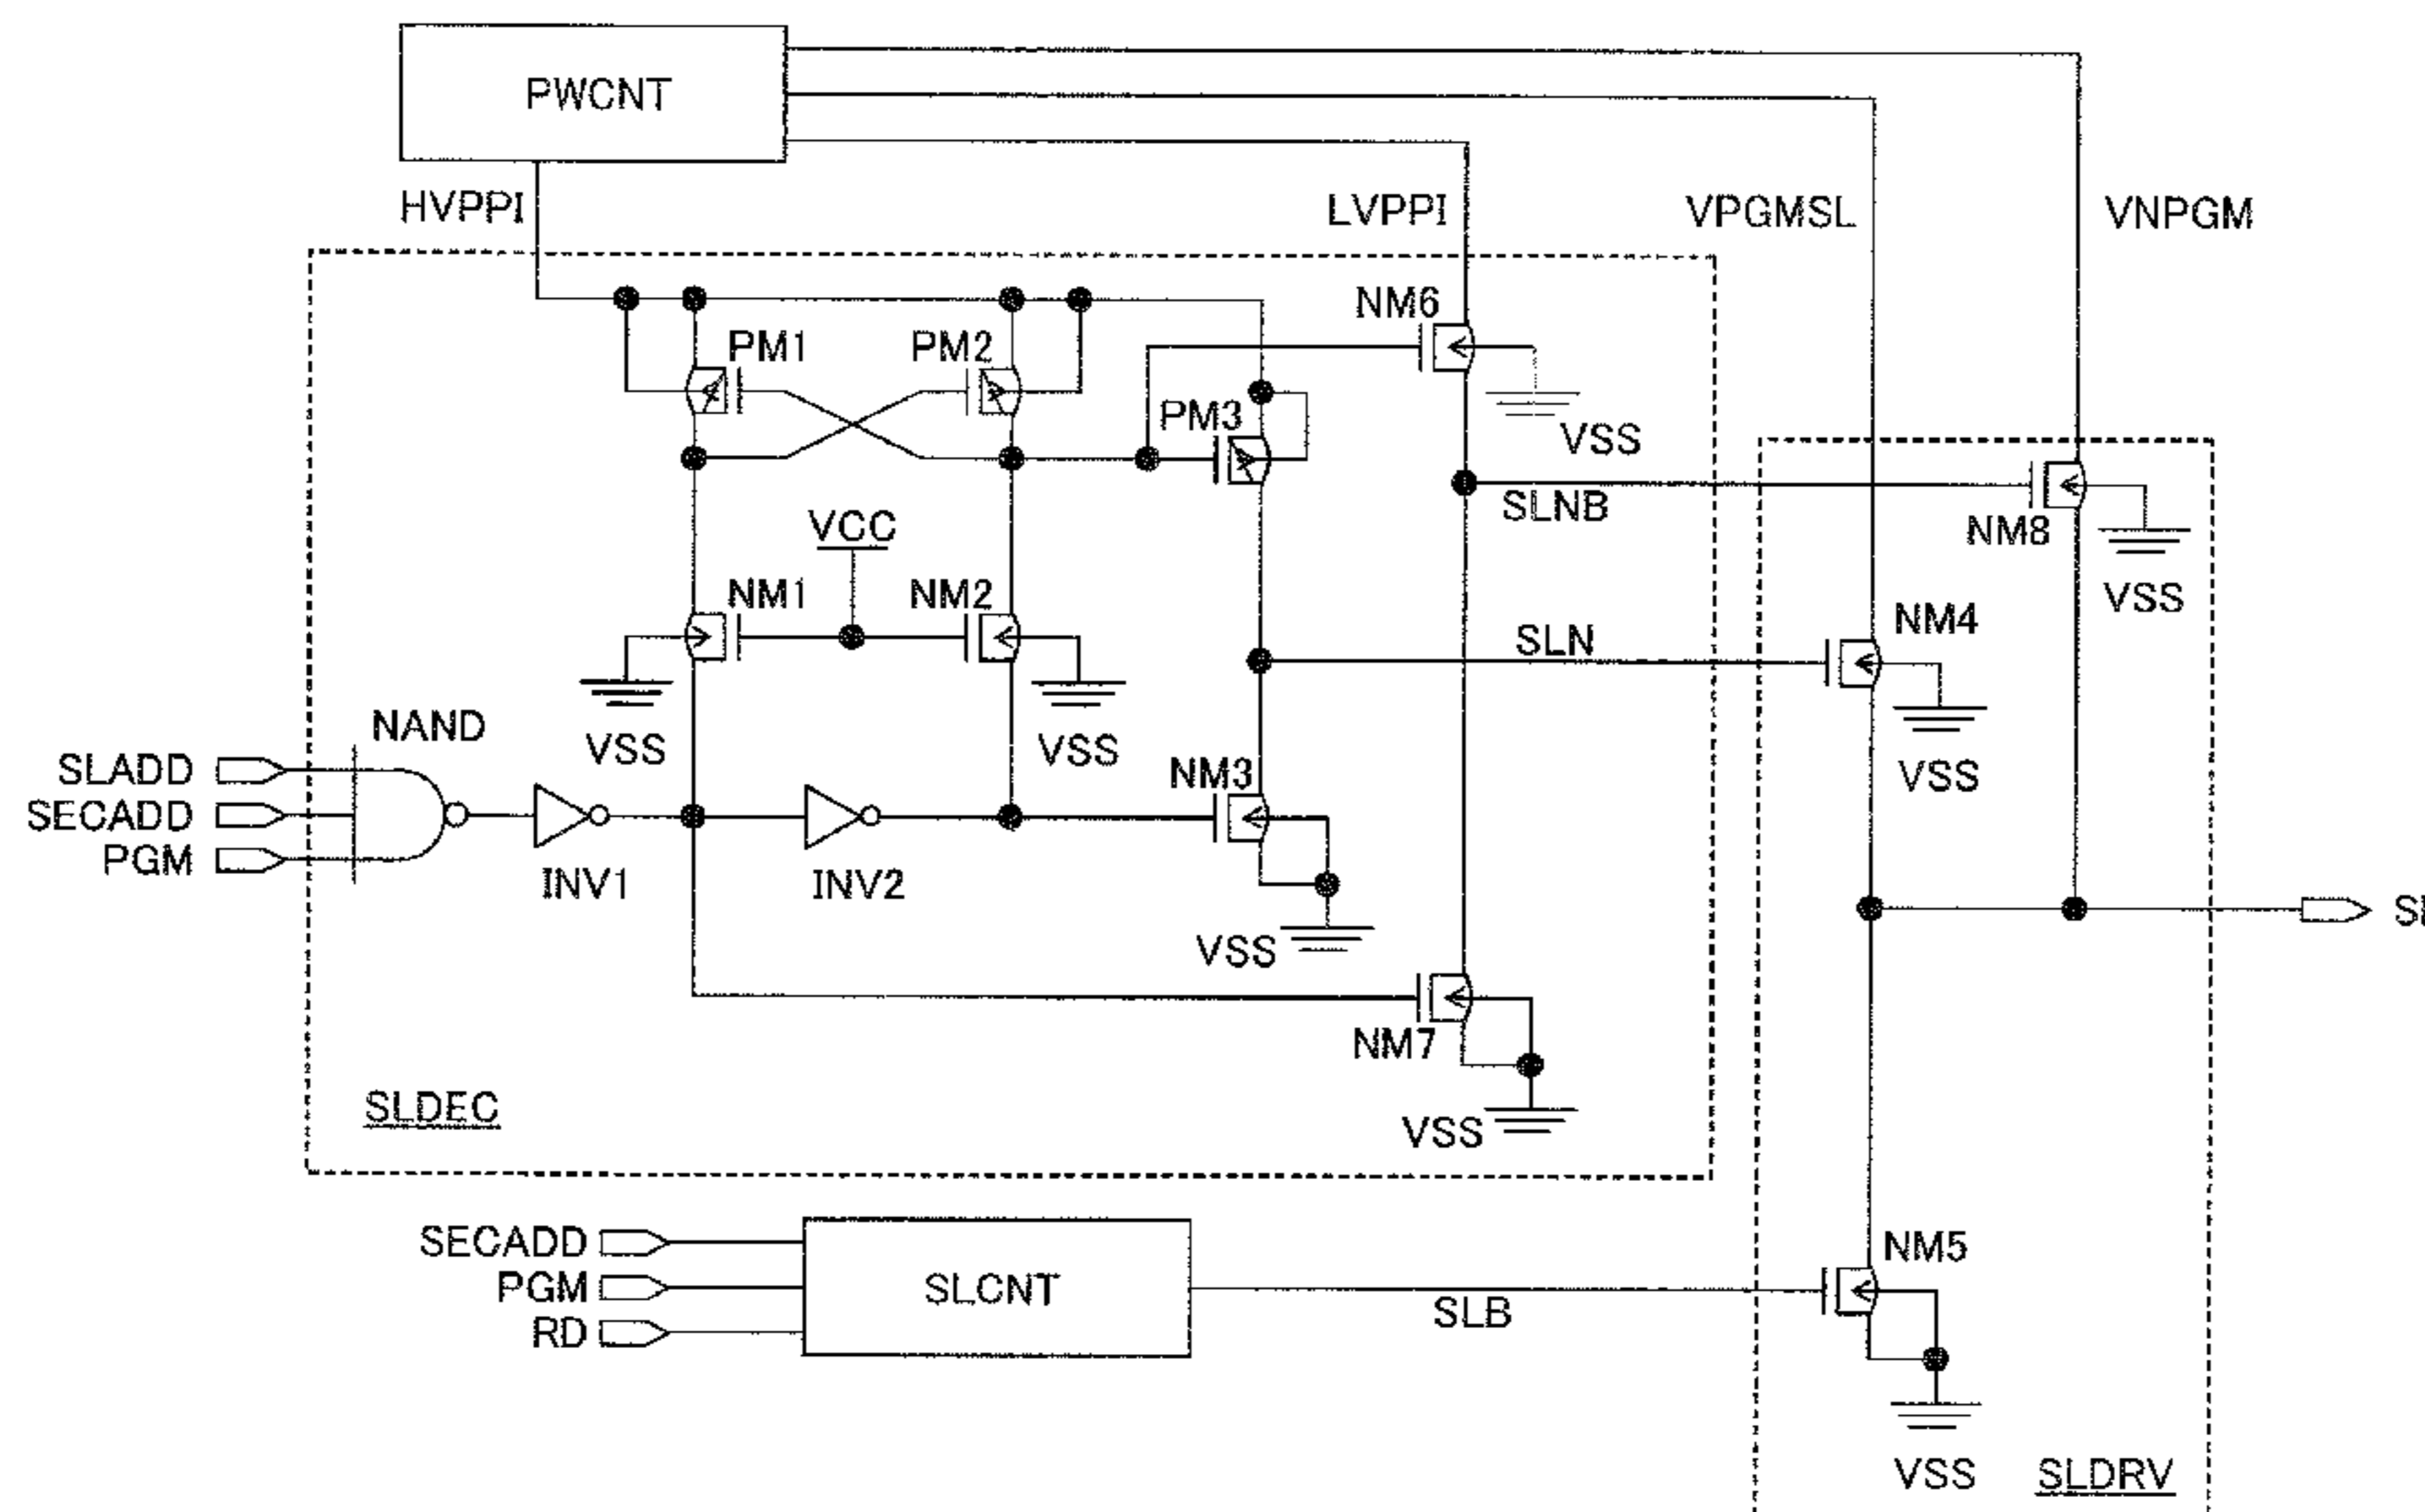 PWCNT
HVPPI
LVPPI
VPGMSL
VNPGM
NM6
PM1
PM2
PM3
VSS
SLNB
VCC
NM8
VSS
NM1
NM2
SLN
NM4
NAND
VSS
VSS
VSS
SLADD
SECADD
PGM
NM3
INV1
INV2
VSS
NM7
VSS
SLDEC
SECADD
PGM
RD
SLCNT
SLB
NM5
VSS
SLDRV